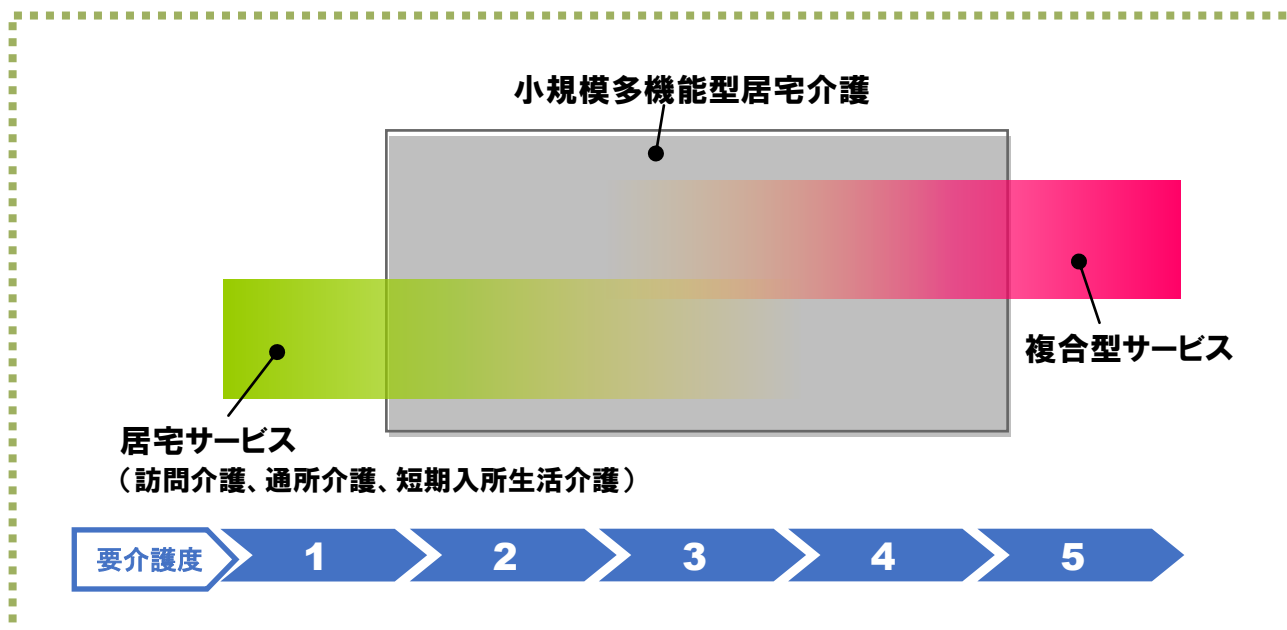 小規模多機能型居宅介護
複合型サービス
居宅サービス
（訪問介護、通所介護、短期入所生活介護）
要介護度 1 2 3 4 5